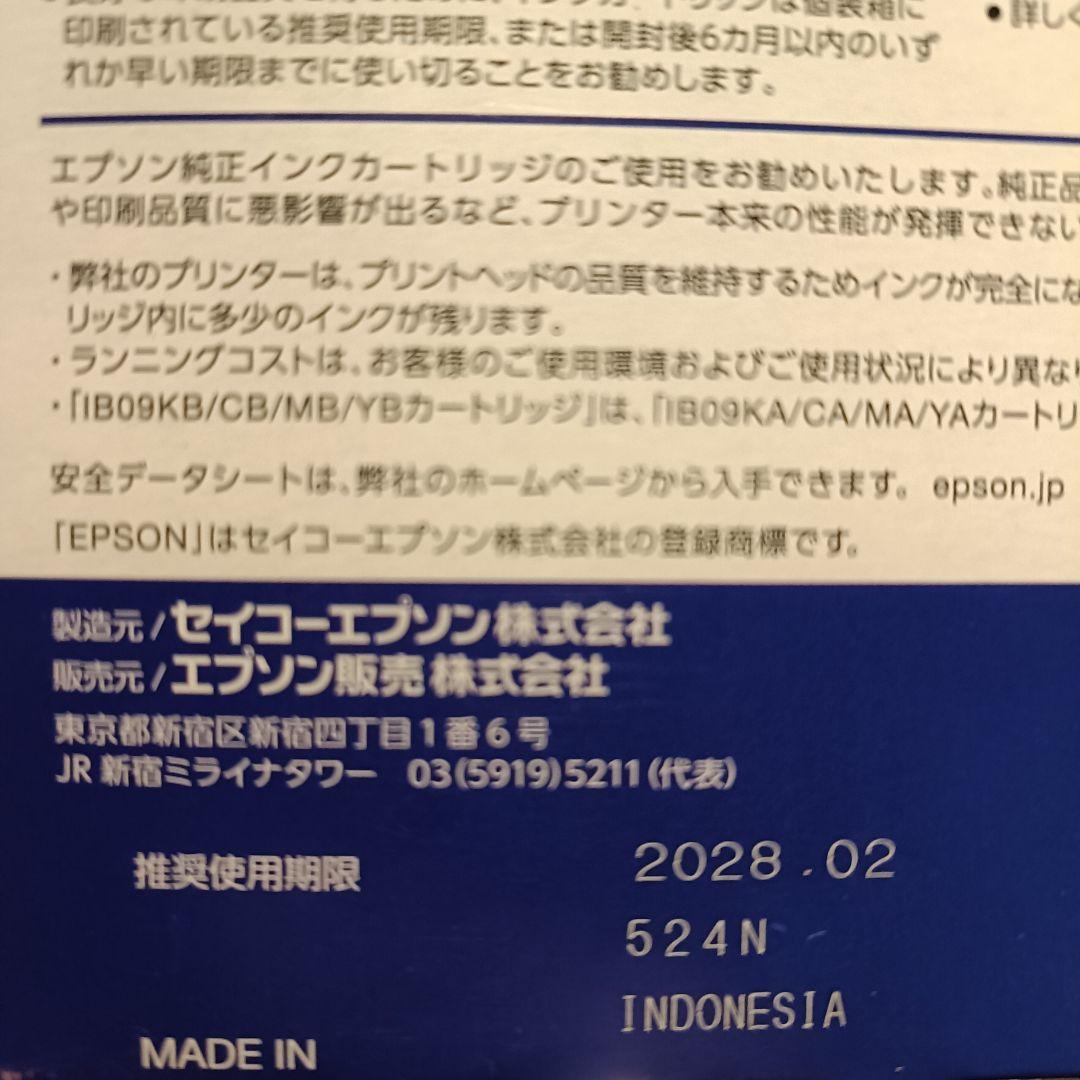 印刷されている推奨使用期限、または開封後6カ月以内のいず
れか早い期限までに使い切ることをお勧めします。
●詳しく
エプソン純正インクカートリッジのご使用をお勧めいたします。純正品
や印刷品質に悪影響が出るなど、プリンター本来の性能が発揮できない
・弊社のプリンターは、プリントヘッドの品質を維持するためインクが完全にな
リッジ内に多少のインクが残ります。
・ランニングコストは、お客様のご使用環境およびご使用状況により異なり
・「IB09KB/CB/MB/YBカートリッジ」は、「IB09KA/CA/MA/YAカートリ
安全データシートは、弊社のホームページから入手できます。 epson.jp
「EPSON」はセイコーエプソン株式会社の登録商標です。
製造元/セイコーエプソン株式会社
販売元/エプソン販売 株式会社
東京都新宿区新宿四丁目1番6号
JR 新宿ミライナタワー 03(5919)5211(代表)
推奨使用期限 2028.02
524N
INDONESIA
MADE IN